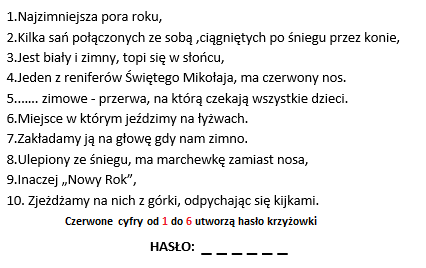 1.Najzimniejsza pora roku,
2.Kilka sań połączonych ze sobą ,ciągniętych po śniegu przez konie,
3.Jest biały i zimny, topi się w słońcu,
4.Jeden z reniferów Świętego Mikołaja, ma czerwony nos.
5....... zimowe - przerwa, na którą czekają wszystkie dzieci.
6.Miejsce w którym jeździmy na łyżwach.
7.Zakładamy ją na głowę gdy nam zimno.
8.Ulepiony ze śniegu, ma marchewkę zamiast nosa,
9.Inaczej „Nowy Rok”,
10. Zjeżdżamy na nich z górki, odpychając się kijkami.
Czerwone cyfry od 1 do 6 utworzą hasło krzyżowki
HASŁO: _ _ _ _ _ _